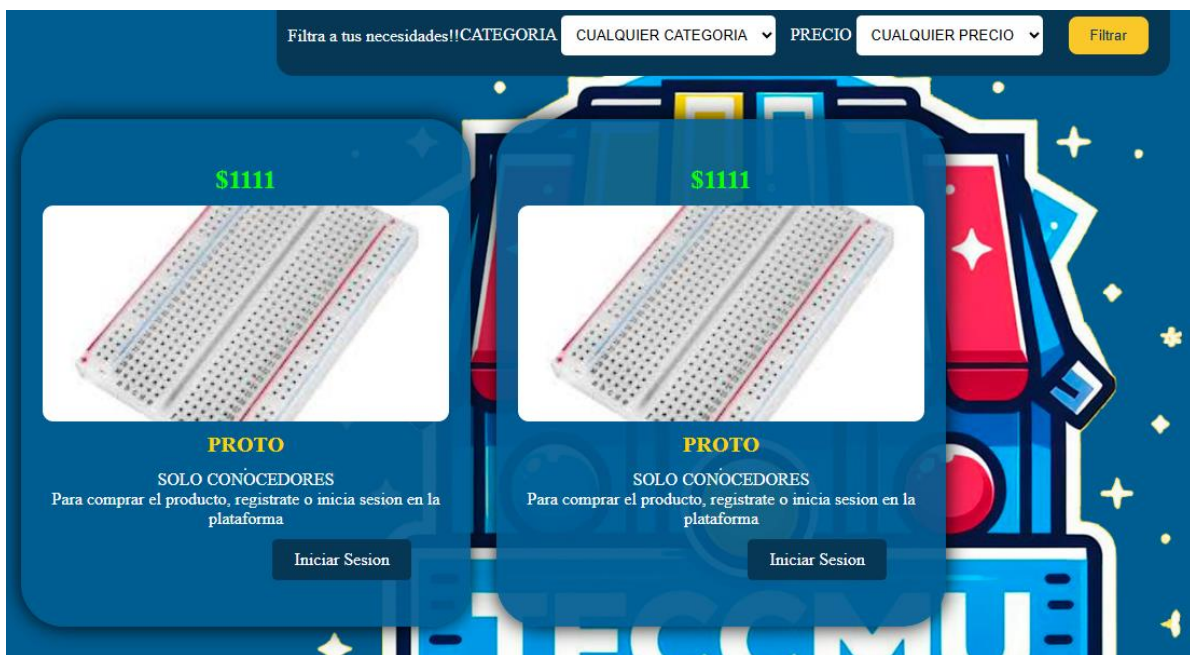 Filtra a tus necesidades!!CATEGORIA CUALQUIER CATEGORIA PRECIO CUALQUIER PRECIO Filtrar
$1111
PROTO
SOLO CONOCEDORES
Para comprar el producto, registrate o inicia sesion en la
plataforma
Iniciar Sesion
$1111
PROTO
SOLO CONOCEDORES
Para comprar el producto, registrate o inicia sesion en la
plataforma
Iniciar Sesion
TECCMU